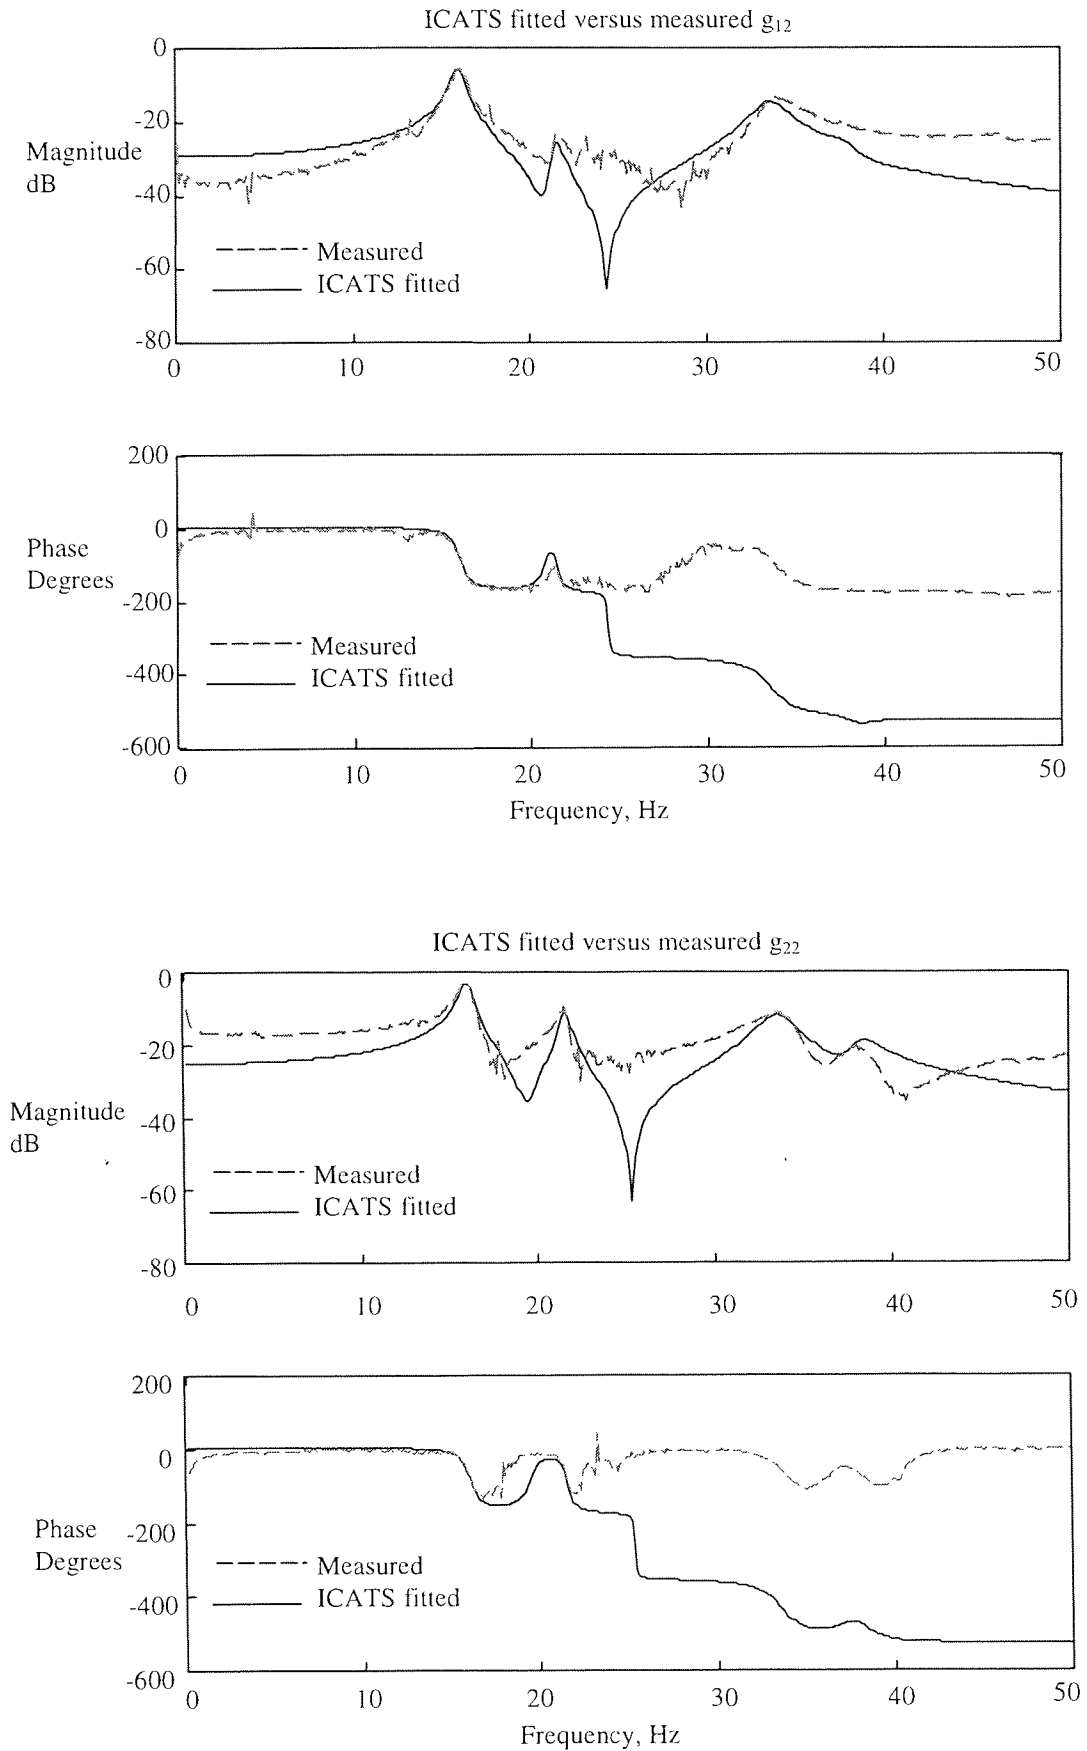 ICATS fitted versus measured g12
0
-20
Magnitude
dB
-40
-60
-80
Measured
ICATS fitted
0 10 20 30 40 50
200
0
Phase
Degrees
-200
-400
-600
Measured
ICATS fitted
0 10 20 30 40 50
Frequency, Hz
ICATS fitted versus measured g22
0
-20
Magnitude
dB
-40
-60
-80
Measured
ICATS fitted
0 10 20 30 40 50
200
0
Phase
Degrees
-200
-400
-600
Measured
ICATS fitted
0 10 20 30 40 50
Frequency, Hz